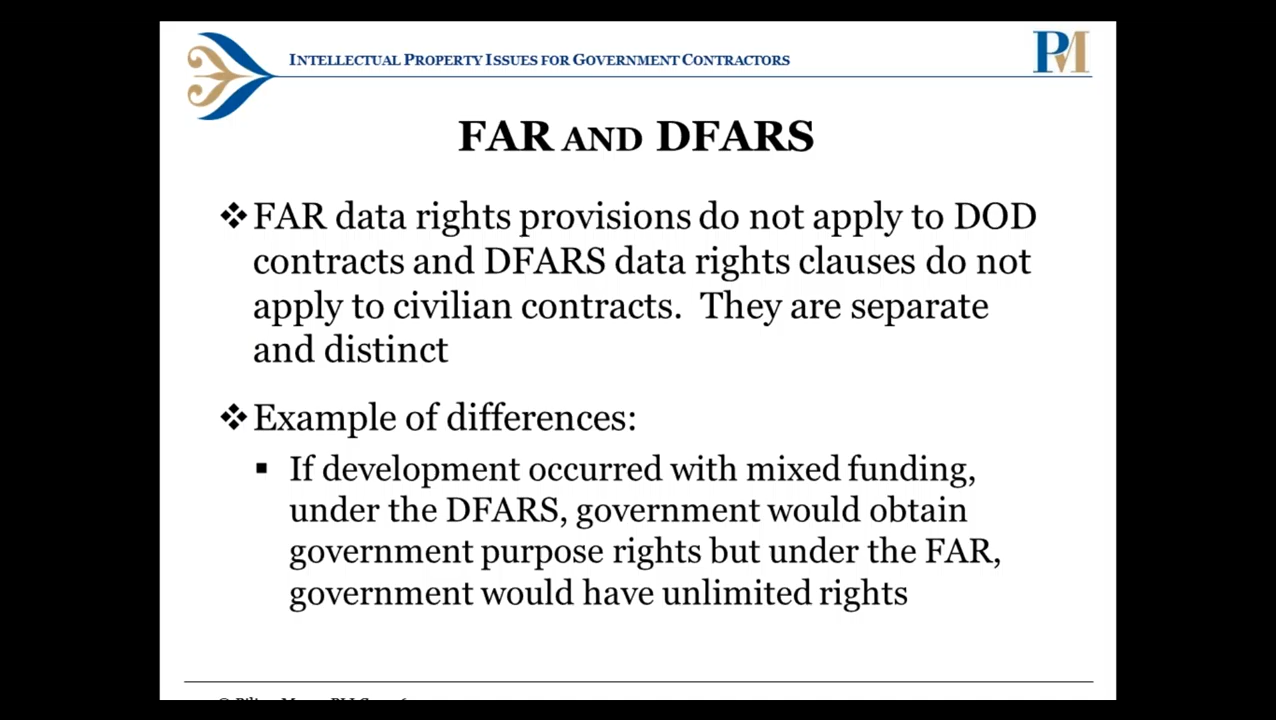 INTELLECTUAL PROPERTY ISSUES FOR GOVERNMENT CONTRACTORS
PM
FAR AND DFARS
❖FAR data rights provisions do not apply to DOD
contracts and DFARS data rights clauses do not
apply to civilian contracts.  They are separate
and distinct
❖Example of differences:
▪ If development occurred with mixed funding,
under the DFARS, government would obtain
government purpose rights but under the FAR,
government would have unlimited rights